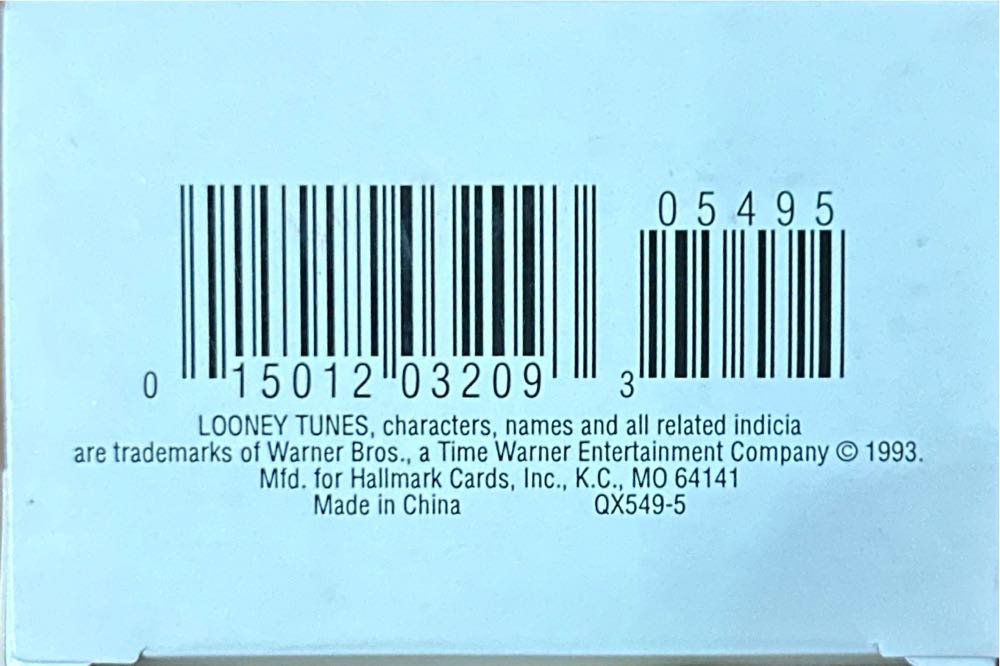 05495
0 15012 03209 3
LOONEY TUNES, characters, names and all related indicia
are trademarks of Warner Bros., a Time Warner Entertainment Company © 1993.
Mfd. for Hallmark Cards, Inc., K.C., MO 64141
Made in China QX549-5